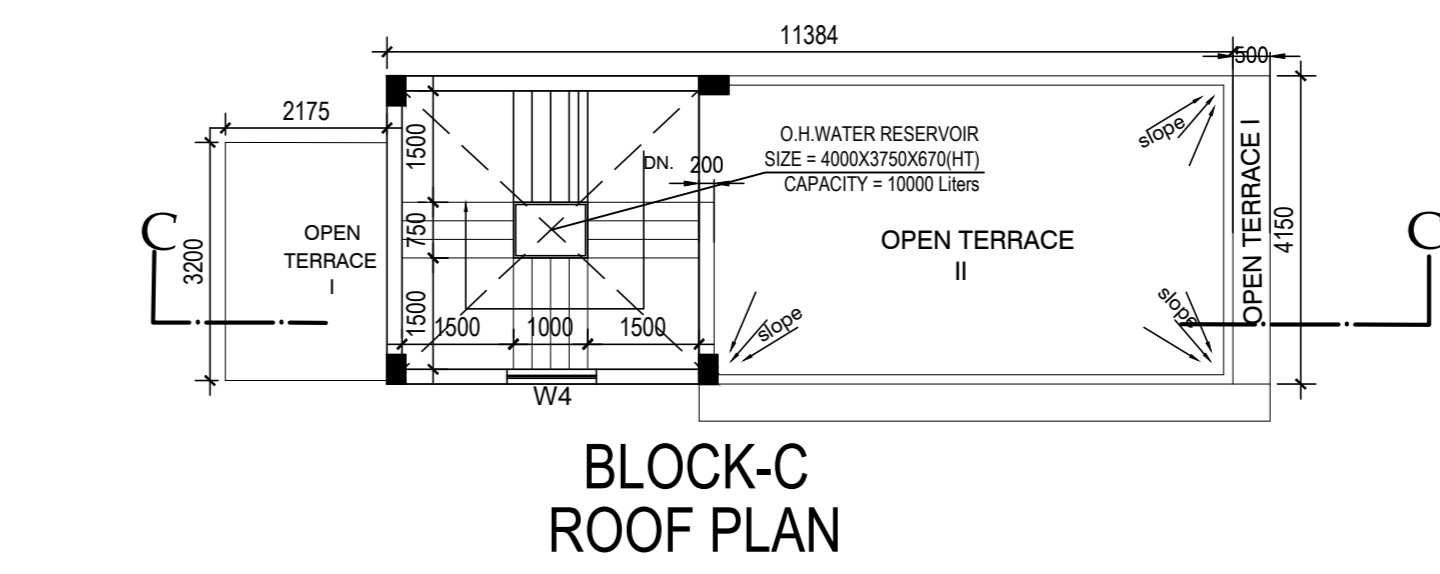 11384
500
2175
1500
O.H.WATER RESERVOIR
SIZE = 4000X3750X670(HT)
CAPACITY = 10000 Liters
DN.
200
slope
OPEN TERRACE I
4150
C
3200
OPEN
TERRACE
I
750
OPEN TERRACE
II
C
1500
1500
1000
1500
slope
slope
W4
BLOCK-C
ROOF PLAN